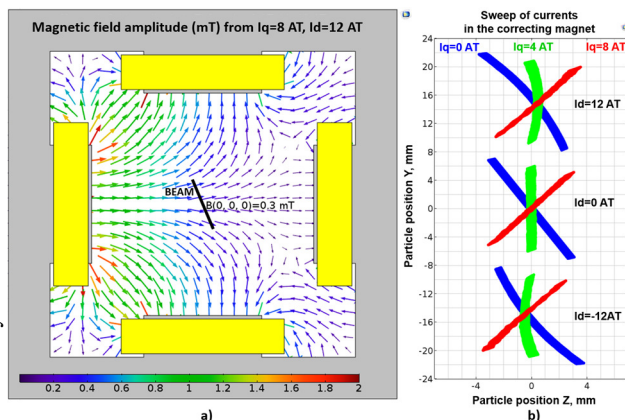 Magnetic field amplitude (mT) from Iq=8 AT, Id=12 AT
BEAM
B(0, 0, 0)=0.3 mT
0.2 0.4 0.6 0.8 1 1.2 1.4 1.6 1.8 2
a)
Sweep of currents
in the correcting magnet
Iq=0 AT Iq=4 AT Iq=8 AT
Id=12 AT
Id=0 AT
Id=-12AT
Particle position Y, mm
24
20
16
12
8
4
0
-4
-8
-12
-16
-20
-24
-4 0 4
Particle position Z, mm
b)